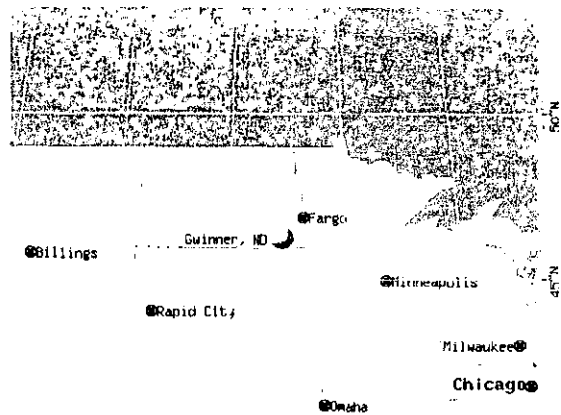 50°N
Fargo
Gwinner, ND
Billings
Minneapolis
45°N
Rapid City
Milwaukee
Chicago
Omaha